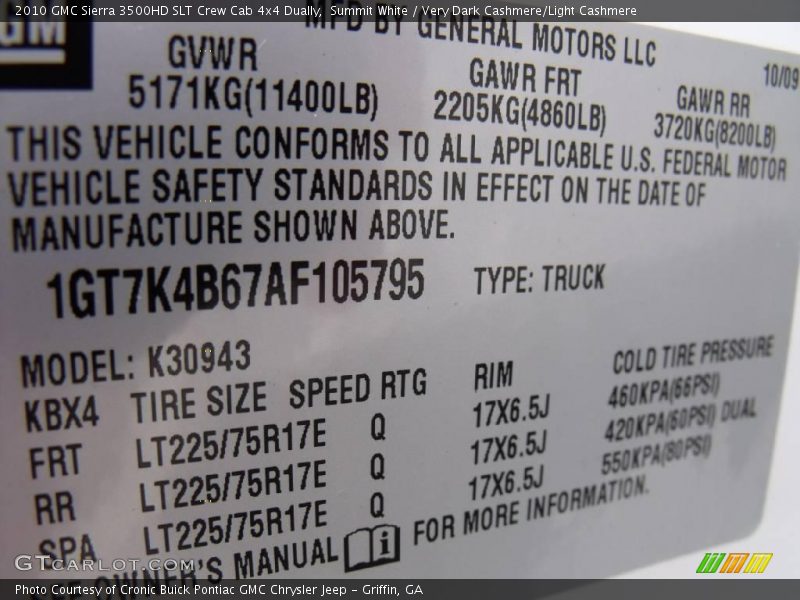 2010 GMC Sierra 3500HD SLT Crew Cab 4x4 Dually, Summit White / Very Dark Cashmere/Light Cashmere
GM
MFD BY GENERAL MOTORS LLC
10/09
GVWR GAWR FRT GAWR RR
5171KG(11400LB) 2205KG(4860LB) 3720KG(8200LB)
THIS VEHICLE CONFORMS TO ALL APPLICABLE U.S. FEDERAL MOTOR
VEHICLE SAFETY STANDARDS IN EFFECT ON THE DATE OF
MANUFACTURE SHOWN ABOVE.
1GT7K4B67AF105795 TYPE: TRUCK
MODEL: K30943
KBX4 TIRE SIZE SPEED RTG RIM COLD TIRE PRESSURE
FRT LT225/75R17E Q 17X6.5J 460KPA(66PSI)
RR LT225/75R17E Q 17X6.5J 420KPA(60PSI) DUAL
SPA LT225/75R17E Q 17X6.5J 550KPA(80PSI)
OWNER'S MANUAL i FOR MORE INFORMATION.
GTCarLot.com
Photo Courtesy of Cronic Buick Pontiac GMC Chrysler Jeep - Griffin, GA